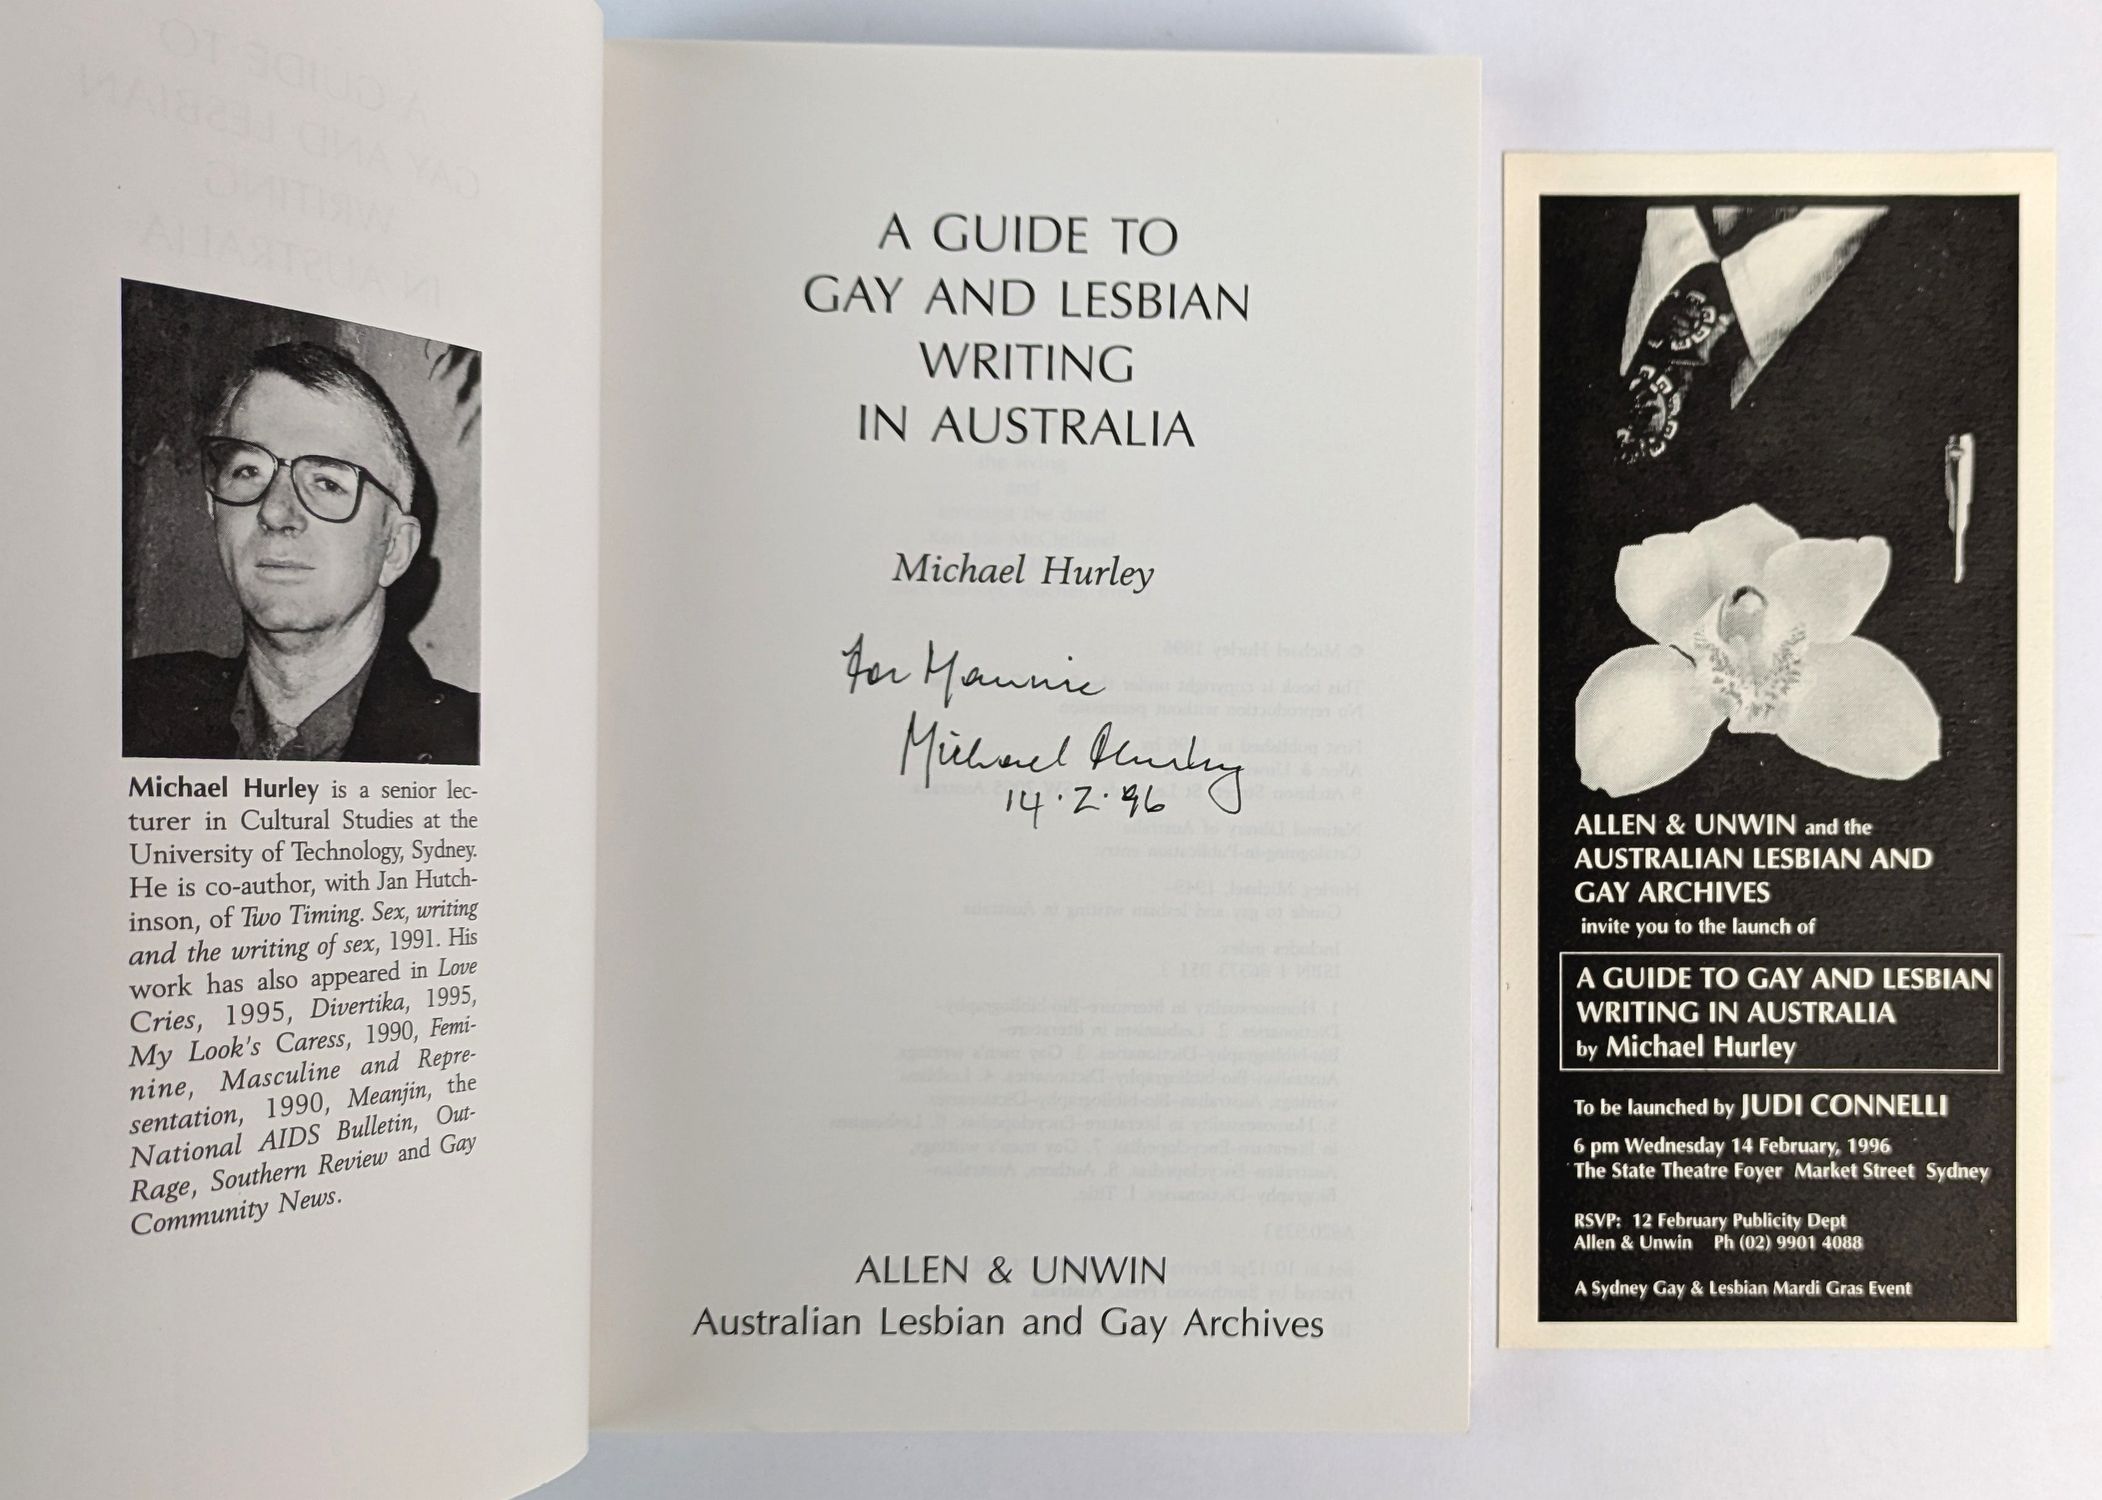 Michael Hurley is a senior lec-
turer in Cultural Studies at the
University of Technology, Sydney.
He is co-author, with Jan Hutch-
inson, of Two Timing. Sex, writing
and the writing of sex, 1991. His
work has also appeared in Love
Cries, 1995, Divertika, 1995,
My Look's Caress, 1990, Femi-
nine, Masculine and Repre-
sentation, 1990, Meanjin, the
National AIDS Bulletin, Out-
Rage, Southern Review and Gay
Community News.
A GUIDE TO
GAY AND LESBIAN
WRITING
IN AUSTRALIA
Michael Hurley
for Mannie
Michael Hurley
14.2.96
ALLEN & UNWIN
Australian Lesbian and Gay Archives
ALLEN & UNWIN and the
AUSTRALIAN LESBIAN AND
GAY ARCHIVES
invite you to the launch of
A GUIDE TO GAY AND LESBIAN
WRITING IN AUSTRALIA
by Michael Hurley
To be launched by JUDI CONNELLI
6 pm Wednesday 14 February, 1996
The State Theatre Foyer Market Street Sydney
RSVP: 12 February Publicity Dept
Allen & Unwin Ph (02) 9901 4088
A Sydney Gay & Lesbian Mardi Gras Event